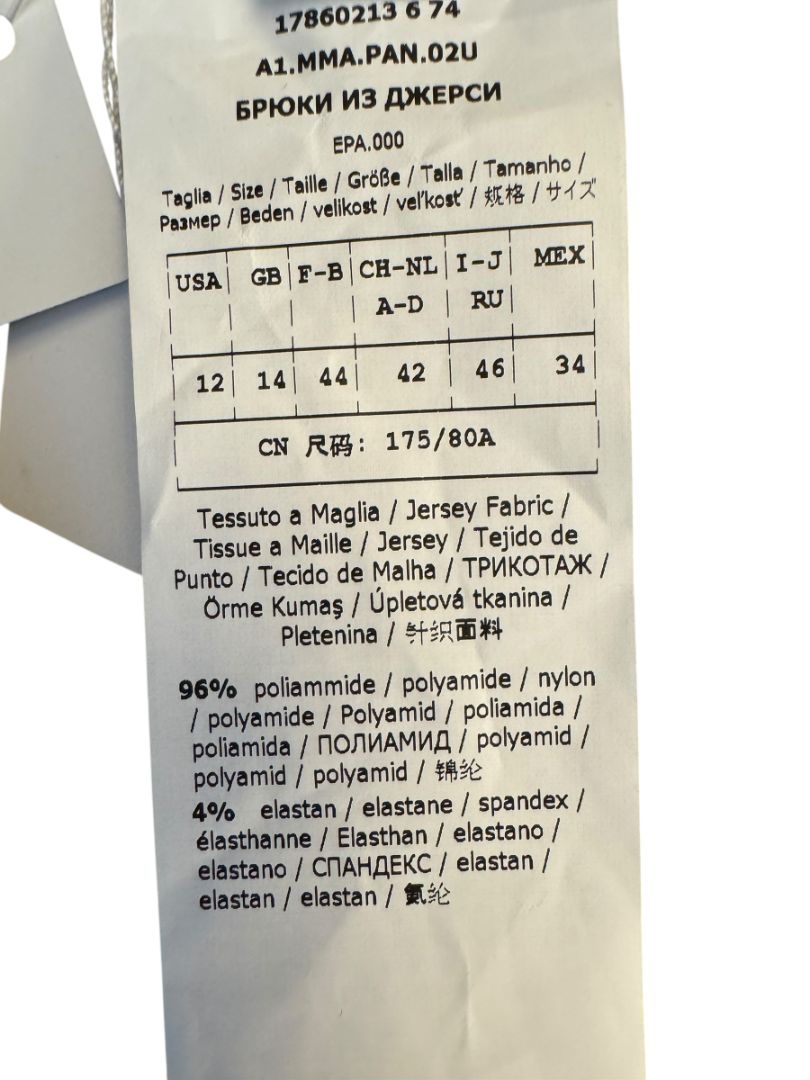 17860213 6 74
A1.MMA.PAN.02U
БРЮКИ ИЗ ДЖЕРСИ
EPA.000
Taglia / Size / Taille / Größe / Talla / Tamanho /
Размер / Beden / velikost / veľkosť / 规格 / サイズ
USA GB F-B CH-NL I-J MEX
A-D RU
12 14 44 42 46 34
CN 尺码: 175/80A
Tessuto a Maglia / Jersey Fabric /
Tissue a Maille / Jersey / Tejido de
Punto / Tecido de Malha / ТРИКОТАЖ /
Örme Kumaş / Úpletová tkanina /
Pletenina / 针织面料
96% poliammide / polyamide / nylon
/ polyamide / Polyamid / poliamida /
poliamida / ПОЛИАМИД / polyamid /
polyamid / polyamid / 锦纶
4% elastan / elastane / spandex /
élasthanne / Elasthan / elastano /
elastano / СПАНДЕКС / elastan /
elastan / elastan / 氨纶